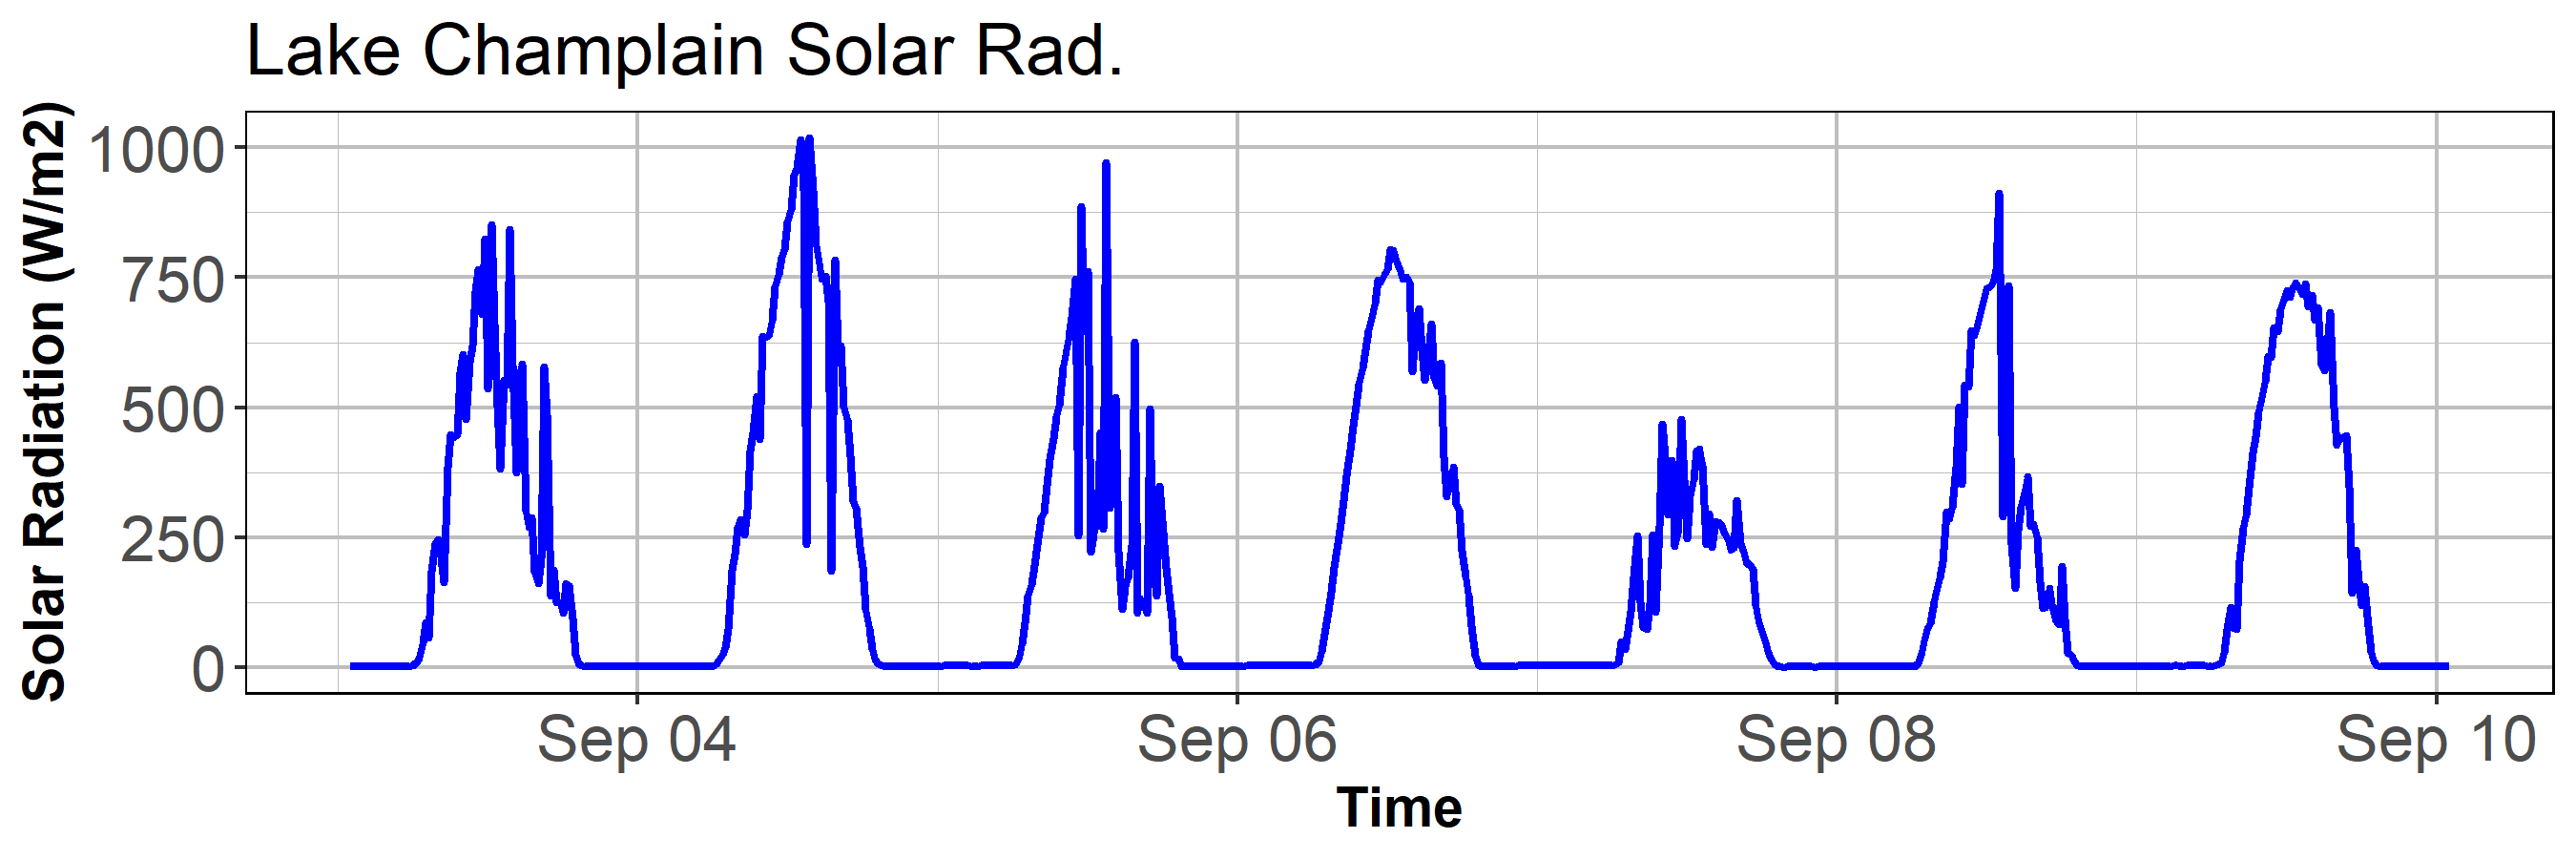 Lake Champlain Solar Rad.
Solar Radiation (W/m2)
1000
750
500
250
0
Sep 04 Sep 06 Sep 08 Sep 10
Time